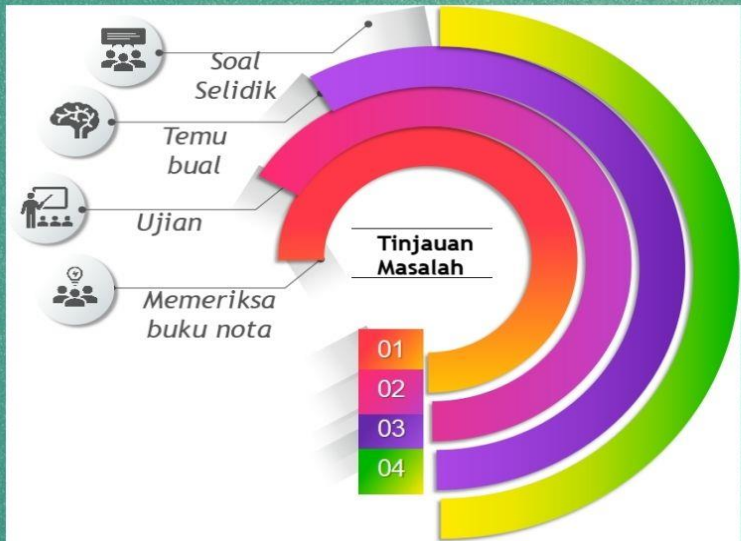 Soal
Selidik
Temu
bual
Ujian
Memeriksa
buku nota
Tinjauan
Masalah
01
02
03
04